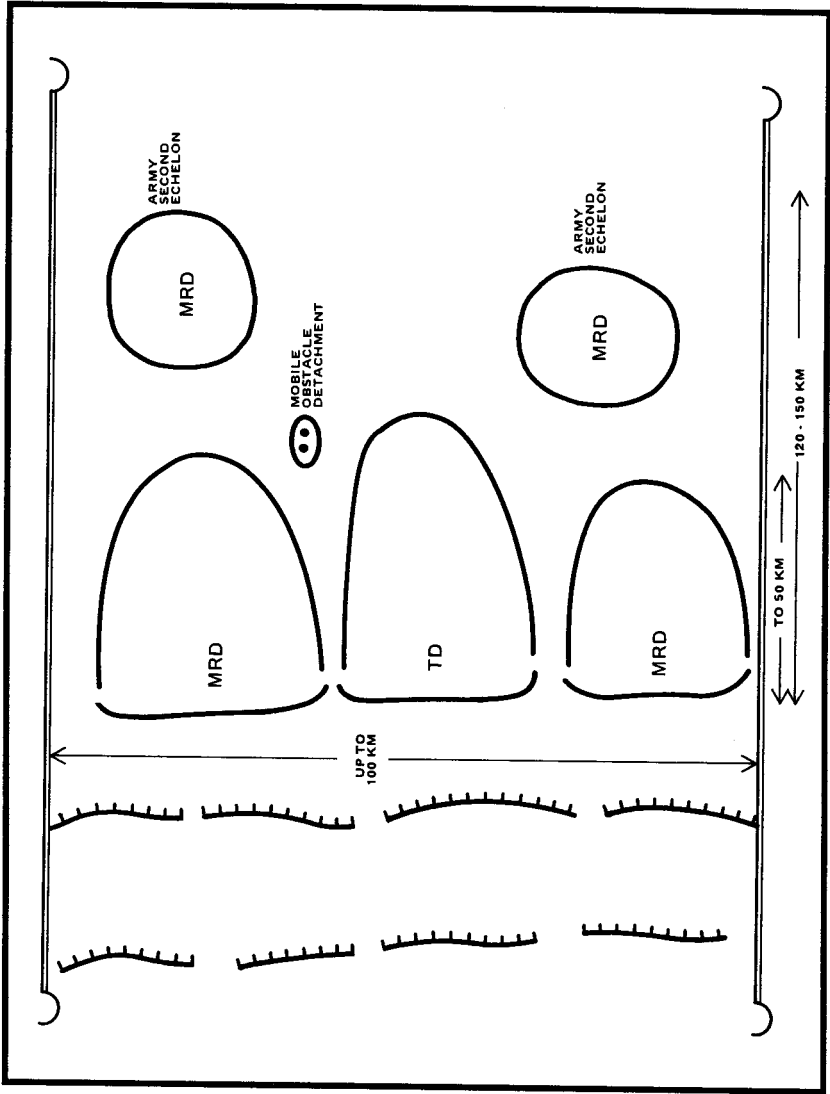 ARMY
SECOND
ECHELON
MRD
MOBILE
OBSTACLE
DETACHMENT
ARMY
SECOND
ECHELON
MRD
MRD
TD
MRD
TO 50 KM
120 - 150 KM
UP TO
100 KM